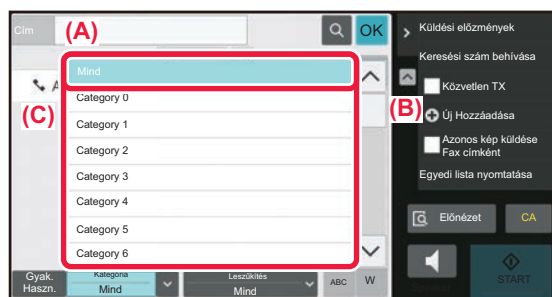 Cím
(A)
OK
Mind
A
(C)
Category 0
Category 1
Category 2
Category 3
Category 4
Category 5
Category 6
Gyak.
Haszn.
Kategória
Mind
Leszűkítés
Mind
ABC
W
Küldési előzmények
Keresési szám behívása
Közvetlen TX
(B)
Új Hozzáadása
Azonos kép küldése
Fax címként
Egyedi lista nyomtatása
Előnézet
CA
START